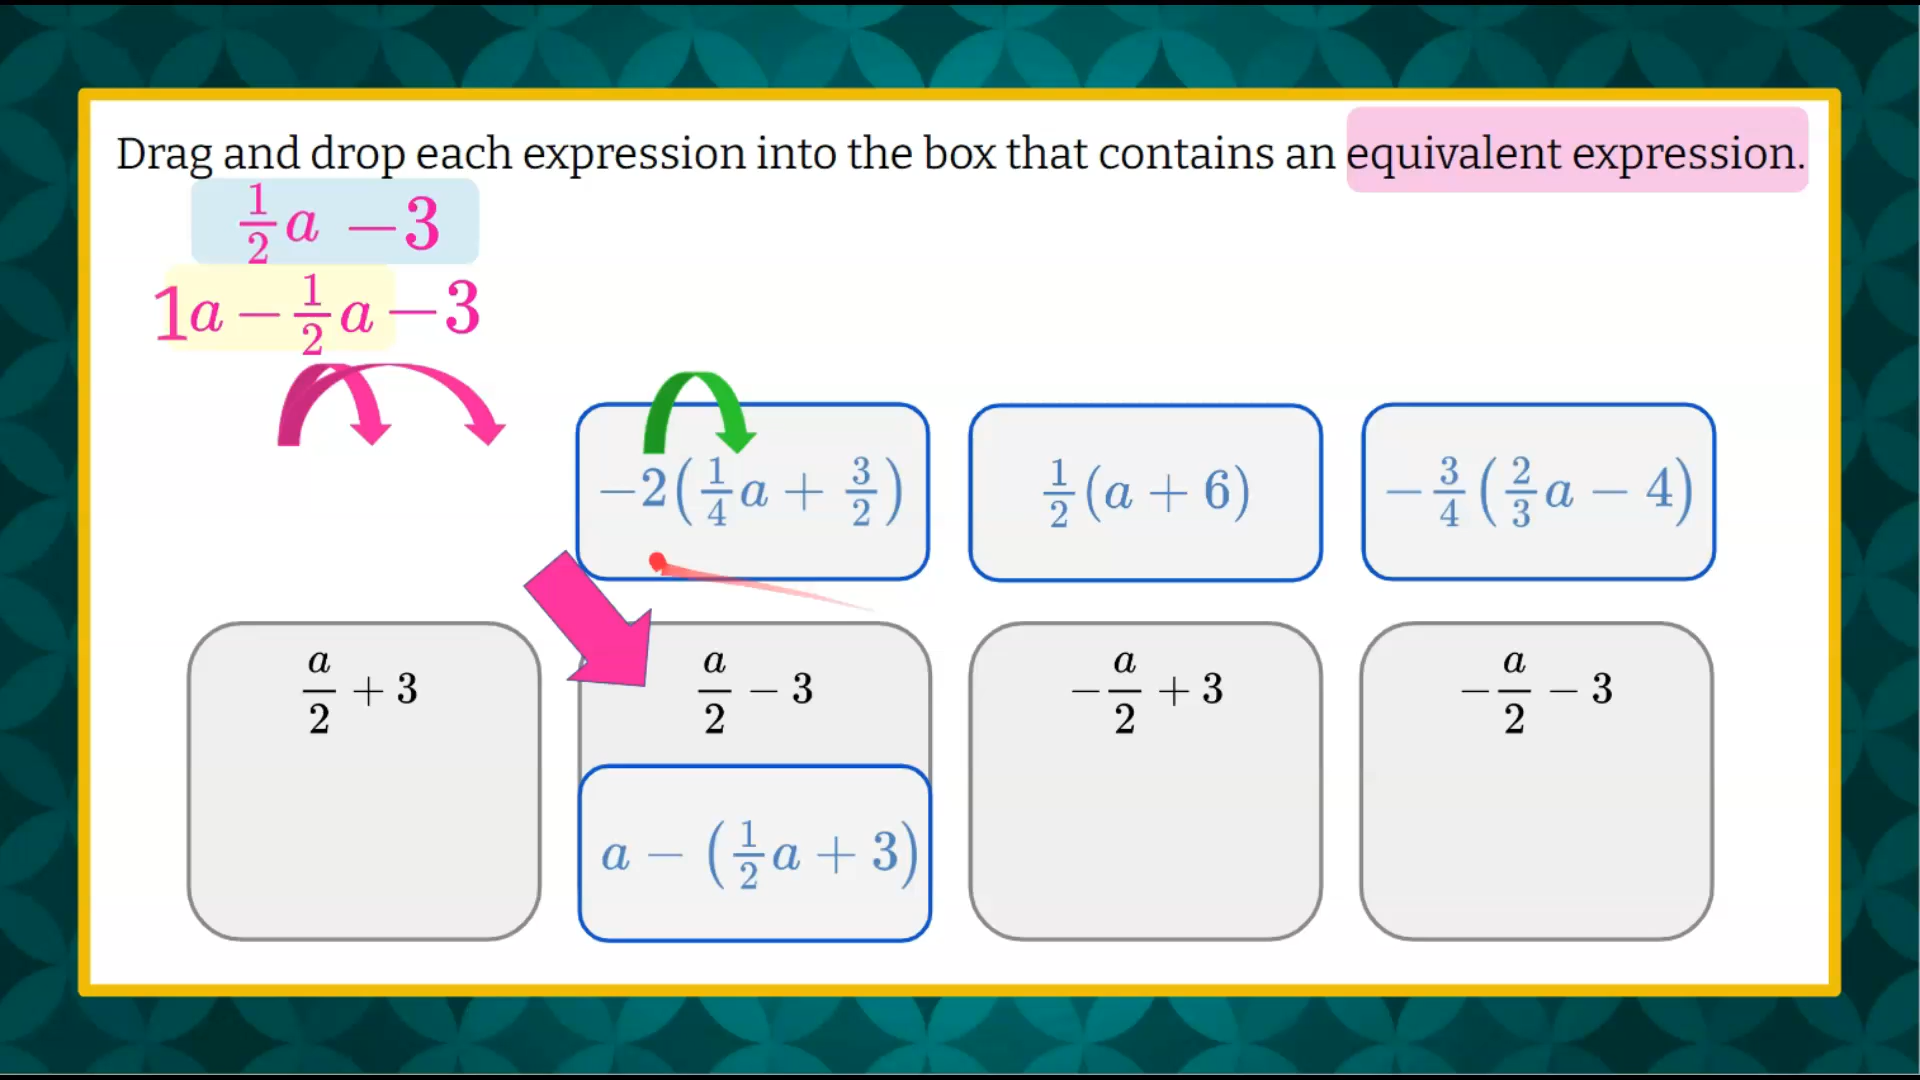 Drag and drop each expression into the box that contains an equivalent expression.
1/2 a − 3
1a − 1/2 a − 3
−2(1/4 a + 3/2)
1/2 (a + 6)
−3/4 (2/3 a − 4)
a/2 + 3
a/2 − 3
−a/2 + 3
−a/2 − 3
a − (1/2 a + 3)